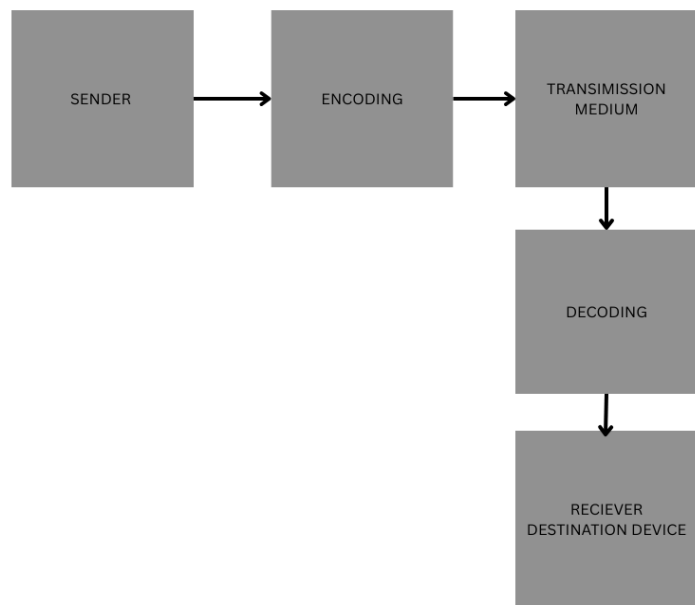 SENDER
ENCODING
TRANSIMISSION
MEDIUM
DECODING
RECIEVER
DESTINATION DEVICE